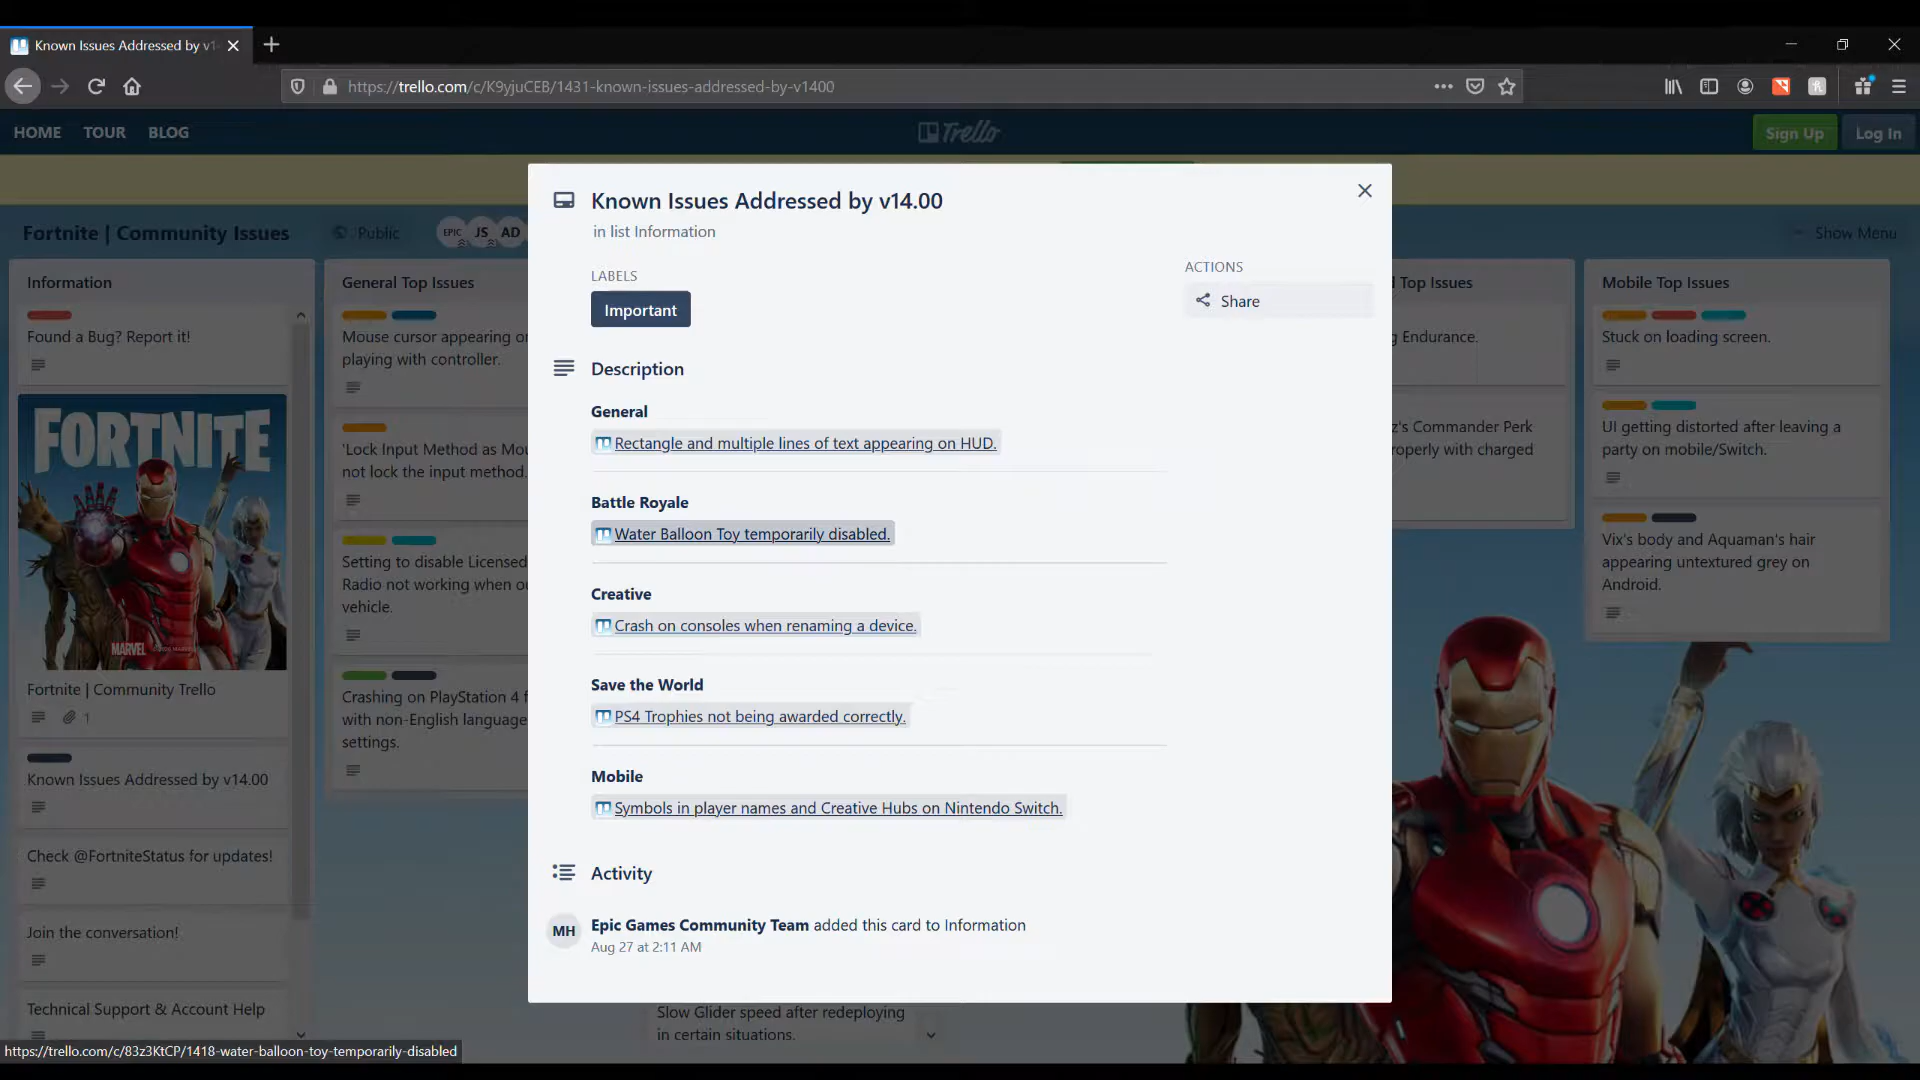 Known Issues Addressed by v1
https://trello.com/c/K9yjuCEB/1431-known-issues-addressed-by-v1400
HOME TOUR BLOG
Trello
Sign Up Log In
Fortnite | Community Issues
Public
EPIC JS AD
Show Menu
Information
Found a Bug? Report it!
FORTNITE
MARVEL
Fortnite | Community Trello
1
Known Issues Addressed by v14.00
Check @FortniteStatus for updates!
Join the conversation!
Technical Support & Account Help
General Top Issues
Mouse cursor appearing
playing with controller.
'Lock Input Method as Mou
not lock the input method.
Setting to disable Licensed
Radio not working when
vehicle.
Crashing on PlayStation 4
with non-English language
settings.
Known Issues Addressed by v14.00
in list Information
LABELS
Important
ACTIONS
Share
Description
General
Rectangle and multiple lines of text appearing on HUD.
Battle Royale
Water Balloon Toy temporarily disabled.
Creative
Crash on consoles when renaming a device.
Save the World
PS4 Trophies not being awarded correctly.
Mobile
Symbols in player names and Creative Hubs on Nintendo Switch.
Activity
MH
Epic Games Community Team added this card to Information
Aug 27 at 2:11 AM
Slow Glider speed after redeploying
in certain situations.
Top Issues
g Endurance.
z's Commander Perk
roperly with charged
Mobile Top Issues
Stuck on loading screen.
UI getting distorted after leaving a
party on mobile/Switch.
Vix's body and Aquaman's hair
appearing untextured grey on
Android.
https://trello.com/c/83z3KtCP/1418-water-balloon-toy-temporarily-disabled